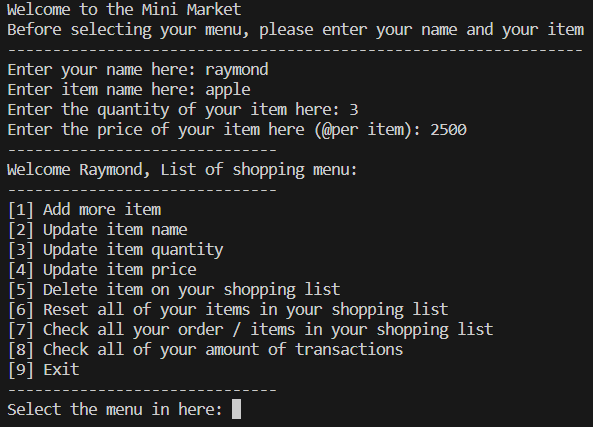 Welcome to the Mini Market
Before selecting your menu, please enter your name and your item
----------------------------------------------------------------
Enter your name here: raymond
Enter item name here: apple
Enter the quantity of your item here: 3
Enter the price of your item here (@per item): 2500
------------------------------
Welcome Raymond, List of shopping menu:
------------------------------
[1] Add more item
[2] Update item name
[3] Update item quantity
[4] Update item price
[5] Delete item on your shopping list
[6] Reset all of your items in your shopping list
[7] Check all your order / items in your shopping list
[8] Check all of your amount of transactions
[9] Exit
------------------------------
Select the menu in here: